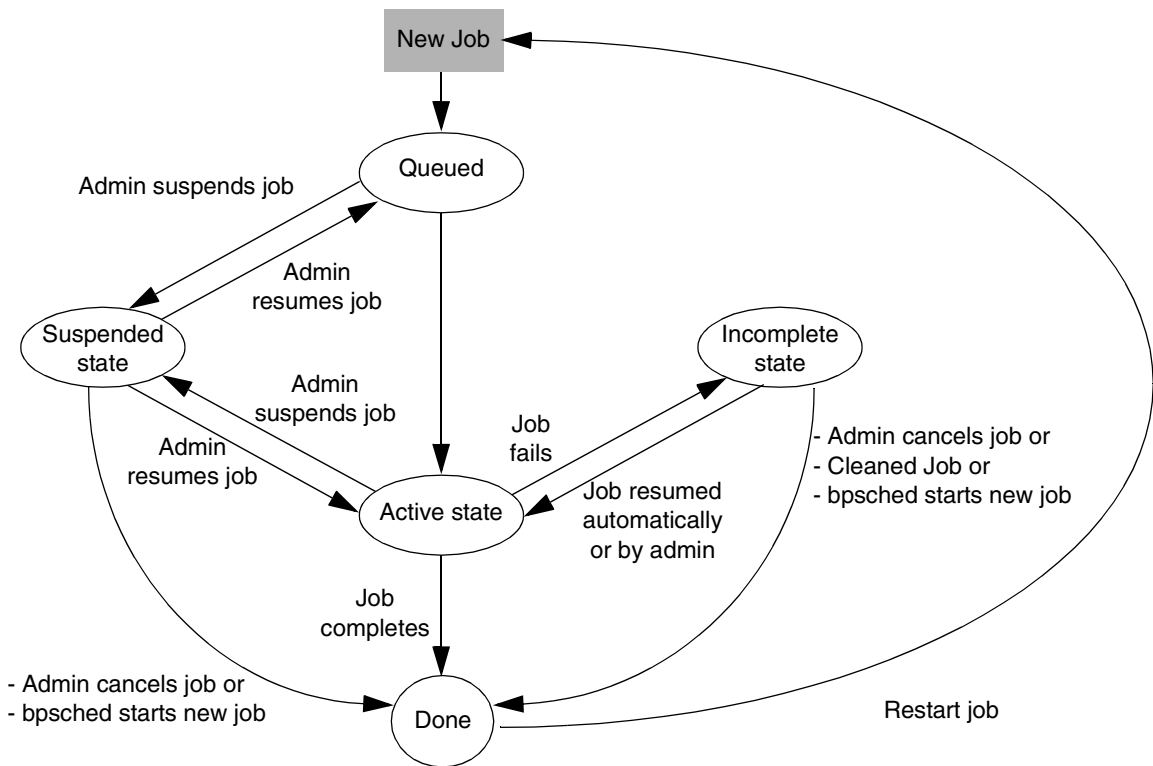 New Job
Queued
Admin suspends job
Admin
resumes job
Suspended
state
Incomplete
state
Admin
suspends job
Admin
resumes job
Job
fails
- Admin cancels job or
- Cleaned Job or
- bpsched starts new job
Active state
Job resumed
automatically
or by admin
Job
completes
- Admin cancels job or
- bpsched starts new job
Done
Restart job